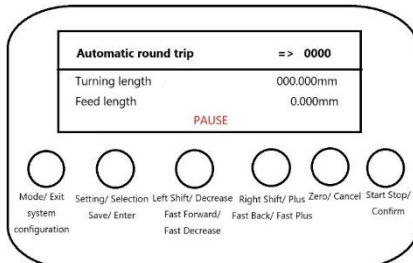 Automatic round trip => 0000
Turning length 000.000mm
Feed length 0.000mm
PAUSE
Mode/ Exit
system
configuration
Setting/ Selection
Save/ Enter
Left Shift/ Decrease
Fast Forward/
Fast Decrease
Right Shift/ Plus
Fast Back/ Fast Plus
Zero/ Cancel
Start Stop/
Confirm